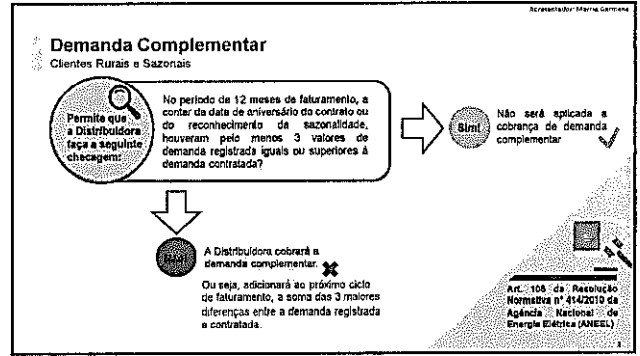 Apresentador: Marria Germana
Demanda Complementar
Clientes Rurais e Sazonais
Permite que
a Distribuidora
faça a seguinte
checagem:
No período de 12 meses de faturamento, a
contar da data de aniversário do contrato ou
do reconhecimento da sazonalidade,
houveram pelo menos 3 valores de
demanda registrada iguais ou superiores à
demanda contratada?
Sim!
Não será aplicada a
cobrança de demanda
complementar
A Distribuidora cobrará a
demanda complementar.
Ou seja, adicionará ao próximo ciclo
de faturamento, a soma das 3 maiores
diferenças entre a demanda registrada
e contratada.
Art. 108 da Resolução
Normativa nº 414/2010 da
Agência Nacional de
Energia Elétrica (ANEEL)